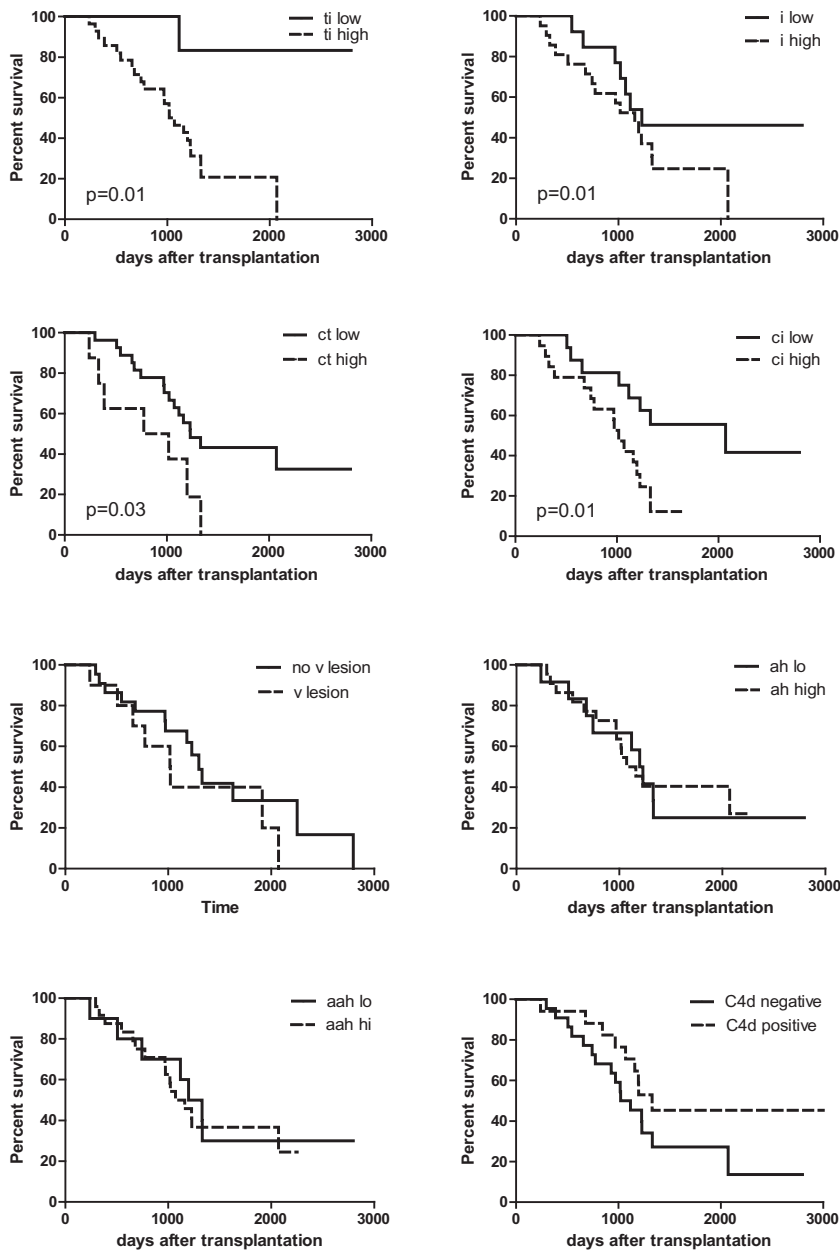 ti low
ti high
Percent survival
100
80
60
40
20
0
p=0.01
0 1000 2000 3000
days after transplantation
i low
i high
Percent survival
100
80
60
40
20
0
p=0.01
0 1000 2000 3000
days after transplantation
ct low
ct high
Percent survival
100
80
60
40
20
0
p=0.03
0 1000 2000 3000
days after transplantation
ci low
ci high
Percent survival
100
80
60
40
20
0
p=0.01
0 1000 2000 3000
days after transplantation
no v lesion
v lesion
Percent survival
100
80
60
40
20
0
0 1000 2000 3000
Time
ah lo
ah high
Percent survival
100
80
60
40
20
0
0 1000 2000 3000
days after transplantation
aah lo
aah hi
Percent survival
100
80
60
40
20
0
0 1000 2000 3000
days after transplantation
C4d negative
C4d positive
Percent survival
100
80
60
40
20
0
0 1000 2000 3000
days after transplantation